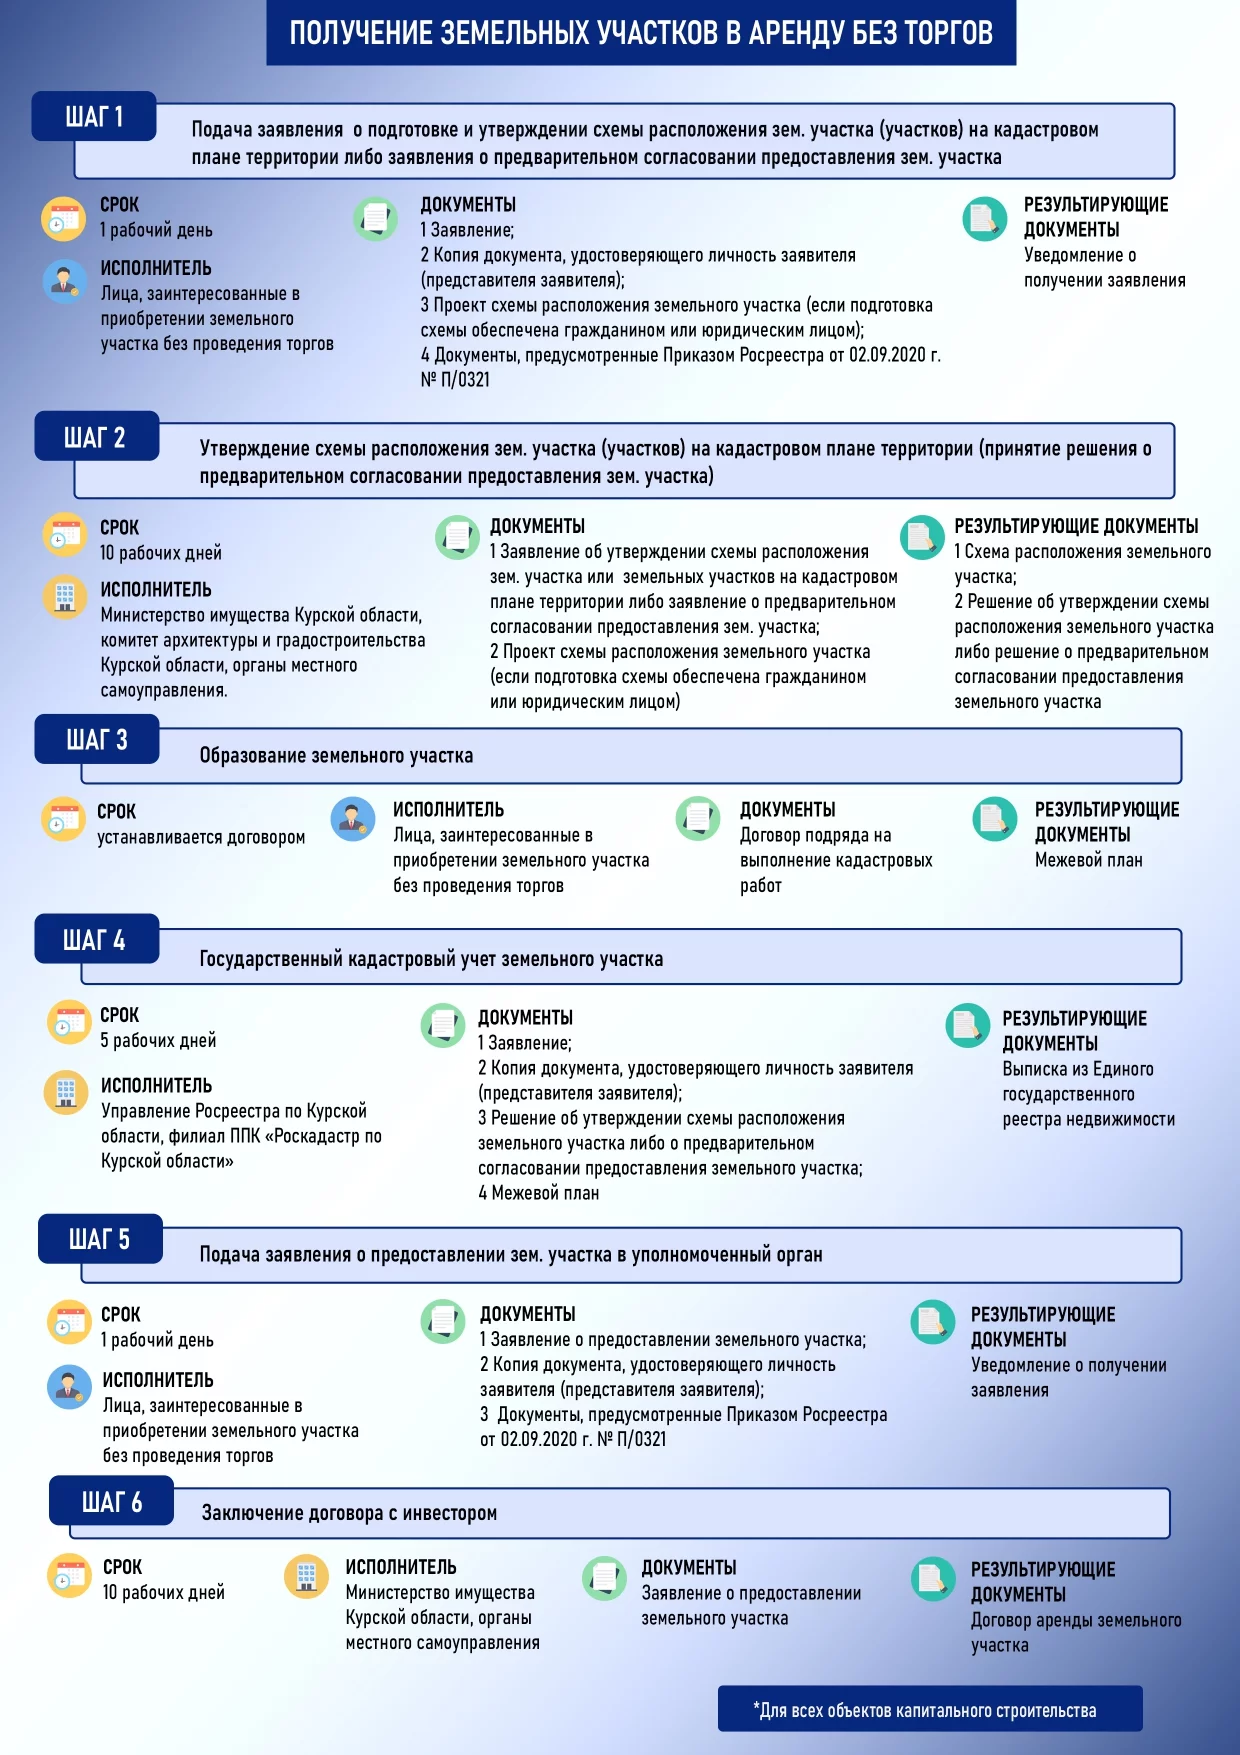 ПОЛУЧЕНИЕ ЗЕМЕЛЬНЫХ УЧАСТКОВ В АРЕНДУ БЕЗ ТОРГОВ
ШАГ 1
Подача заявления о подготовке и утверждении схемы расположения зем. участка (участков) на кадастровом
плане территории либо заявления о предварительном согласовании предоставления зем. участка
СРОК
1 рабочий день
ИСПОЛНИТЕЛЬ
Лица, заинтересованные в
приобретении земельного
участка без проведения торгов
ДОКУМЕНТЫ
1 Заявление;
2 Копия документа, удостоверяющего личность заявителя
(представителя заявителя);
3 Проект схемы расположения земельного участка (если подготовка
схемы обеспечена гражданином или юридическим лицом);
4 Документы, предусмотренные Приказом Росреестра от 02.09.2020 г.
№ П/0321
РЕЗУЛЬТИРУЮЩИЕ
ДОКУМЕНТЫ
Уведомление о
получении заявления
ШАГ 2
Утверждение схемы расположения зем. участка (участков) на кадастровом плане территории (принятие решения о
предварительном согласовании предоставления зем. участка)
СРОК
10 рабочих дней
ИСПОЛНИТЕЛЬ
Министерство имущества Курской области,
комитет архитектуры и градостроительства
Курской области, органы местного
самоуправления.
ДОКУМЕНТЫ
1 Заявление об утверждении схемы расположения
зем. участка или земельных участков на кадастровом
плане территории либо заявление о предварительном
согласовании предоставления зем. участка;
2 Проект схемы расположения земельного участка
(если подготовка схемы обеспечена гражданином
или юридическим лицом)
РЕЗУЛЬТИРУЮЩИЕ ДОКУМЕНТЫ
1 Схема расположения земельного
участка;
2 Решение об утверждении схемы
расположения земельного участка
либо решение о предварительном
согласовании предоставления
земельного участка
ШАГ 3
Образование земельного участка
СРОК
устанавливается договором
ИСПОЛНИТЕЛЬ
Лица, заинтересованные в
приобретении земельного участка
без проведения торгов
ДОКУМЕНТЫ
Договор подряда на
выполнение кадастровых
работ
РЕЗУЛЬТИРУЮЩИЕ
ДОКУМЕНТЫ
Межевой план
ШАГ 4
Государственный кадастровый учет земельного участка
СРОК
5 рабочих дней
ИСПОЛНИТЕЛЬ
Управление Росреестра по Курской
области, филиал ППК «Роскадастр по
Курской области»
ДОКУМЕНТЫ
1 Заявление;
2 Копия документа, удостоверяющего личность заявителя
(представителя заявителя);
3 Решение об утверждении схемы расположения
земельного участка либо о предварительном
согласовании предоставления земельного участка;
4 Межевой план
РЕЗУЛЬТИРУЮЩИЕ
ДОКУМЕНТЫ
Выписка из Единого
государственного
реестра недвижимости
ШАГ 5
Подача заявления о предоставлении зем. участка в уполномоченный орган
СРОК
1 рабочий день
ИСПОЛНИТЕЛЬ
Лица, заинтересованные в
приобретении земельного участка
без проведения торгов
ДОКУМЕНТЫ
1 Заявление о предоставлении земельного участка;
2 Копия документа, удостоверяющего личность
заявителя (представителя заявителя);
3 Документы, предусмотренные Приказом Росреестра
от 02.09.2020 г. № П/0321
РЕЗУЛЬТИРУЮЩИЕ
ДОКУМЕНТЫ
Уведомление о получении
заявления
ШАГ 6
Заключение договора с инвестором
СРОК
10 рабочих дней
ИСПОЛНИТЕЛЬ
Министерство имущества
Курской области, органы
местного самоуправления
ДОКУМЕНТЫ
Заявление о предоставлении
земельного участка
РЕЗУЛЬТИРУЮЩИЕ
ДОКУМЕНТЫ
Договор аренды земельного
участка
*Для всех объектов капитального строительства